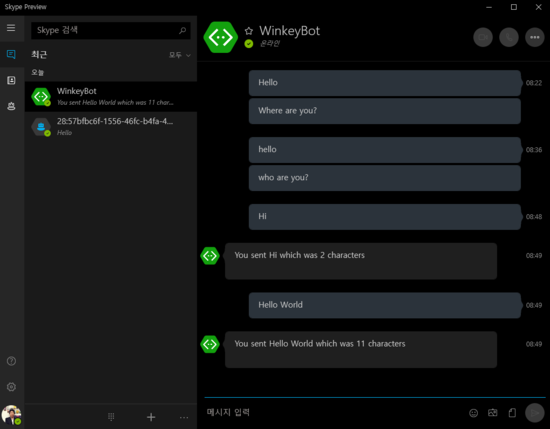 Skype Preview
Skype 검색
최근
모두
오늘
WinkeyBot
You sent Hello World which was 11 char...
28:57bfbc6f-1556-46fc-b4fa-4...
Hello
WinkeyBot
온라인
Hello
08:22
Where are you?
hello
08:36
who are you?
Hi
08:48
You sent Hi which was 2 characters
08:49
Hello World
08:49
You sent Hello World which was 11 characters
08:49
메시지 입력